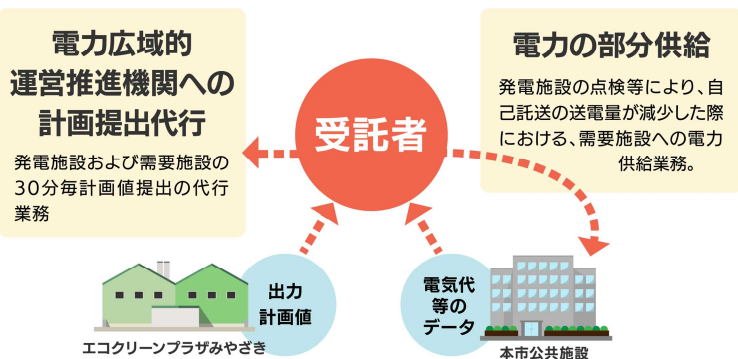 電力広域的
運営推進機関への
計画提出代行
発電施設および需要施設の
30分毎計画値提出の代行
業務
受託者
電力の部分供給
発電施設の点検等により、自
己託送の送電量が減少した際
における、需要施設への電力
供給業務。
出力
計画値
エコクリーンプラザみやざき
電気代
等の
データ
本市公共施設